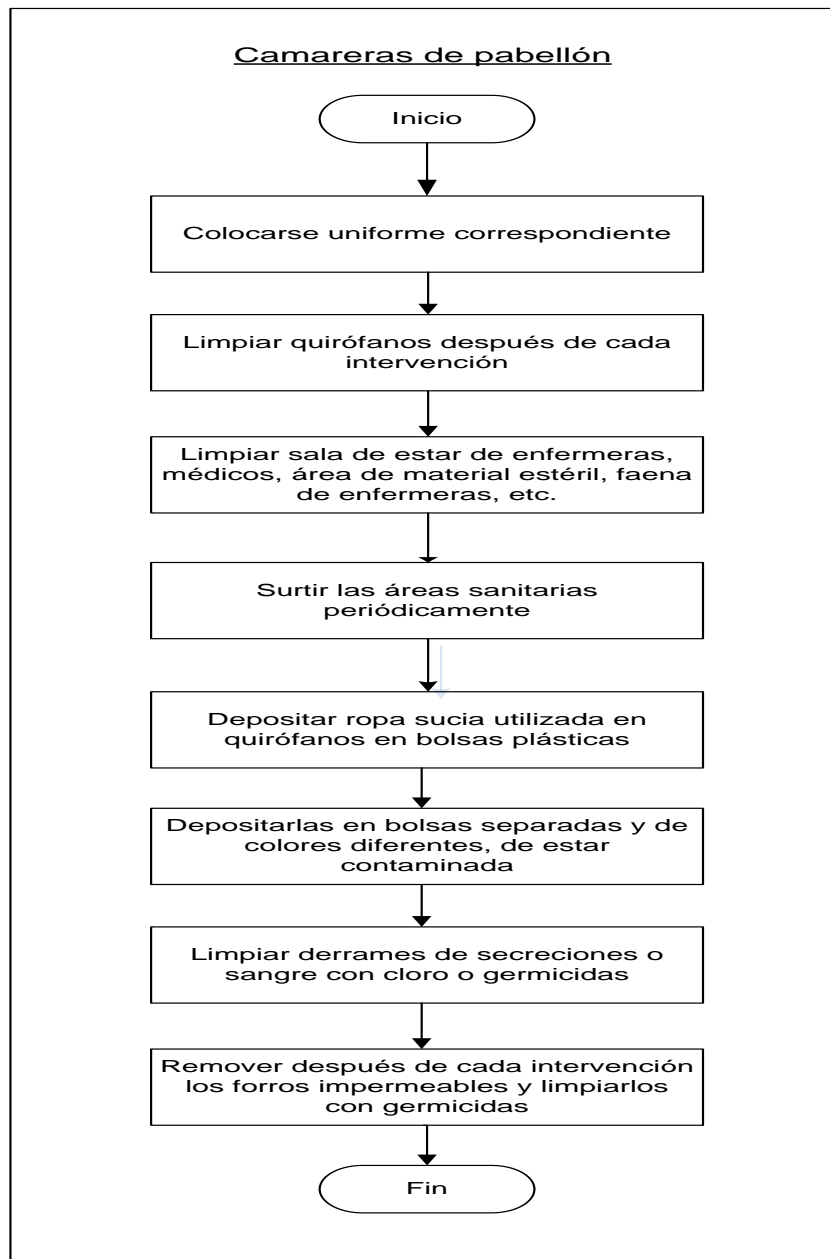 Camareras de pabellón
Inicio
Colocarse uniforme correspondiente
Limpiar quirófanos después de cada
intervención
Limpiar sala de estar de enfermeras,
médicos, área de material estéril, faena
de enfermeras, etc.
Surtir las áreas sanitarias
periódicamente
Depositar ropa sucia utilizada en
quirófanos en bolsas plásticas
Depositarlas en bolsas separadas y de
colores diferentes, de estar
contaminada
Limpiar derrames de secreciones o
sangre con cloro o germicidas
Remover después de cada intervención
los forros impermeables y limpiarlos
con germicidas
Fin